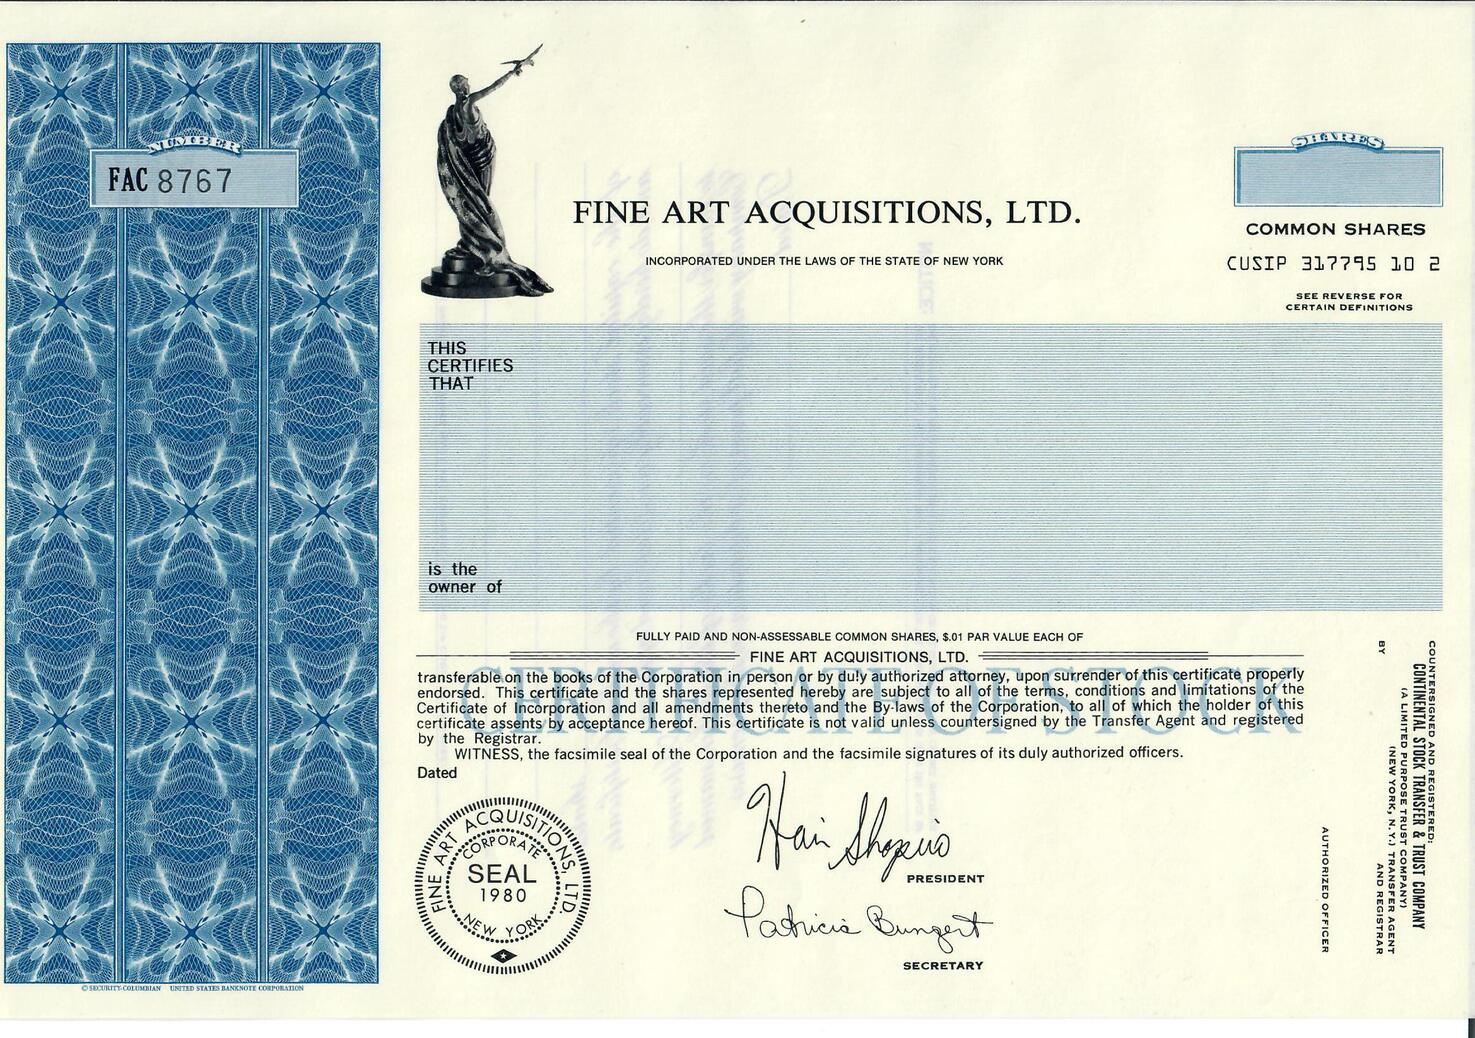 NUMBER
FAC 8767
SHARES
FINE ART ACQUISITIONS, LTD.
INCORPORATED UNDER THE LAWS OF THE STATE OF NEW YORK
COMMON SHARES
CUSIP 317795 10 2
SEE REVERSE FOR
CERTAIN DEFINITIONS
THIS
CERTIFIES
THAT
is the
owner of
FULLY PAID AND NON-ASSESSABLE COMMON SHARES, $.01 PAR VALUE EACH OF
FINE ART ACQUISITIONS, LTD.
CERTIFICATE OF STOCK
transferable on the books of the Corporation in person or by duly authorized attorney, upon surrender of this certificate properly
endorsed. This certificate and the shares represented hereby are subject to all of the terms, conditions and limitations of the
Certificate of Incorporation and all amendments thereto and the By-laws of the Corporation, to all of which the holder of this
certificate assents by acceptance hereof. This certificate is not valid unless countersigned by the Transfer Agent and registered
by the Registrar.
WITNESS, the facsimile seal of the Corporation and the facsimile signatures of its duly authorized officers.
Dated
FINE ART ACQUISITIONS, LTD.
CORPORATE
SEAL
1980
NEW YORK
Shapiro
PRESIDENT
Patricia Bungert
SECRETARY
COUNTERSIGNED AND REGISTERED:
CONTINENTAL STOCK TRANSFER & TRUST COMPANY
(A LIMITED PURPOSE TRUST COMPANY)
(NEW YORK, N.Y.) TRANSFER AGENT
AND REGISTRAR
BY
AUTHORIZED OFFICER
© SECURITY-COLUMBIAN UNITED STATES BANKNOTE CORPORATION